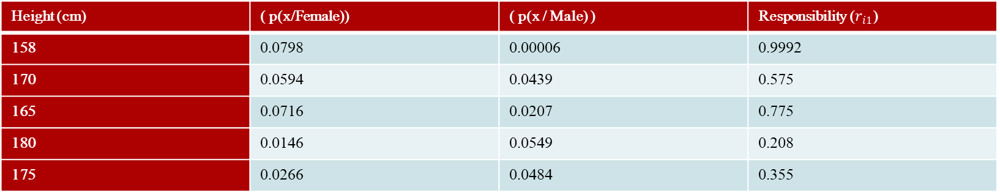 Height (cm) ( p(x/Female)) ( p(x / Male) ) Responsibility (𝑟𝑖1)
158 0.0798 0.00006 0.9992
170 0.0594 0.0439 0.575
165 0.0716 0.0207 0.775
180 0.0146 0.0549 0.208
175 0.0266 0.0484 0.355